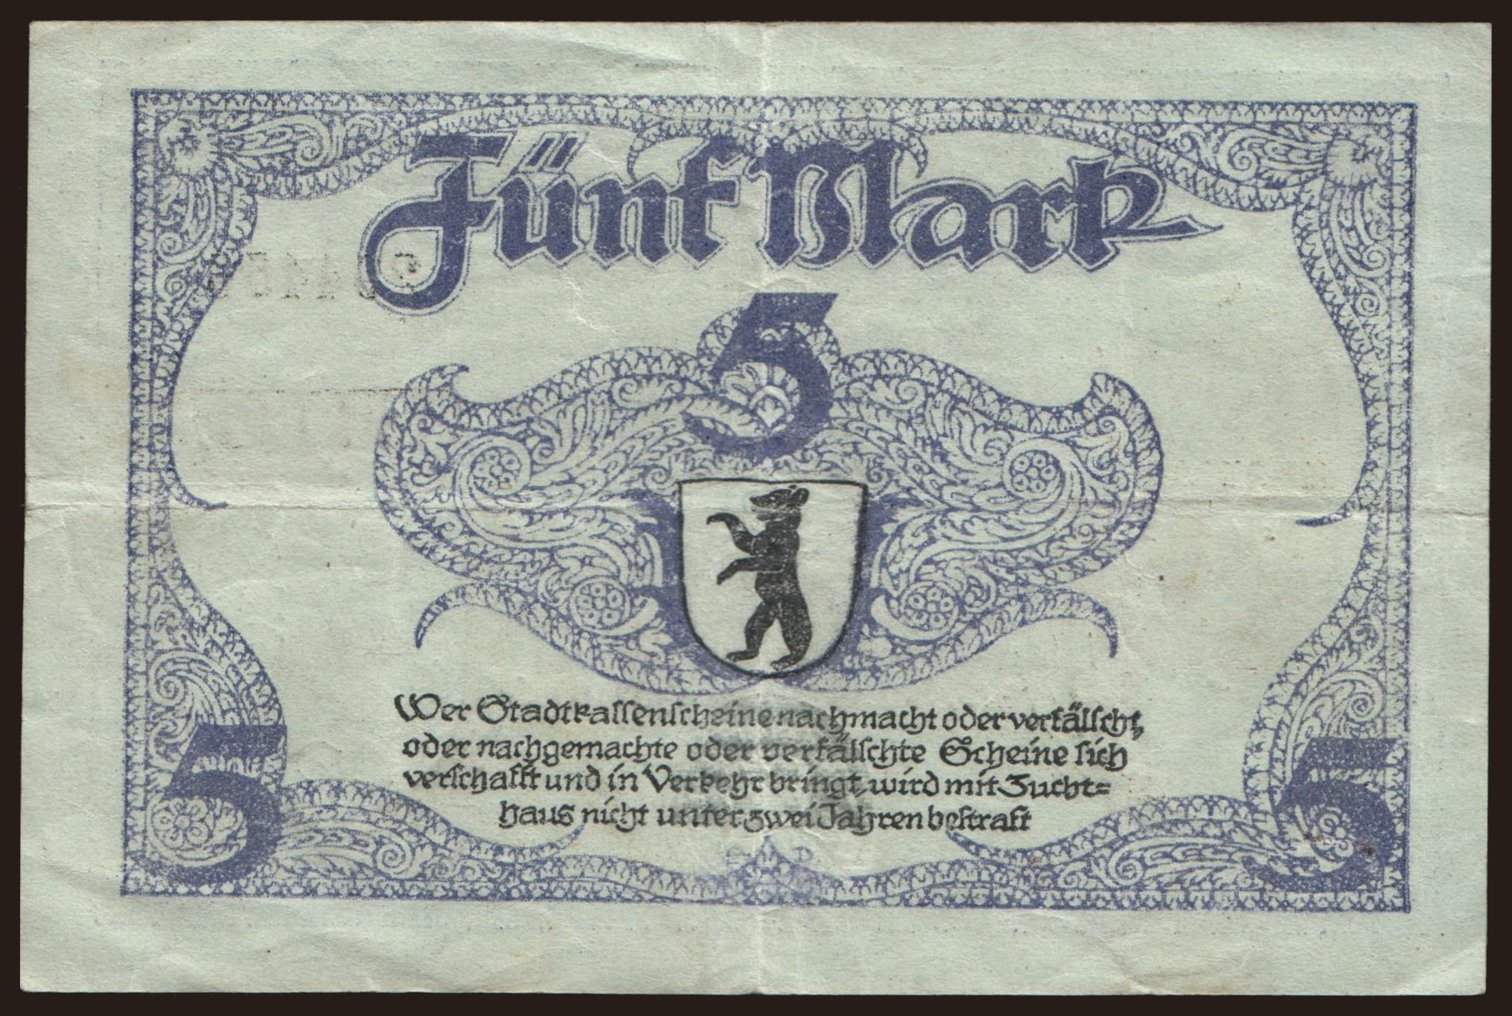 Fünf Mark
5
Wer Stadtkassenscheine nachmacht oder verfälscht,
oder nachgemachte oder verfälschte Scheine sich
verschafft und in Verkehr bringt, wird mit Zucht=
haus nicht unter zwei Jahren bestraft
5 5